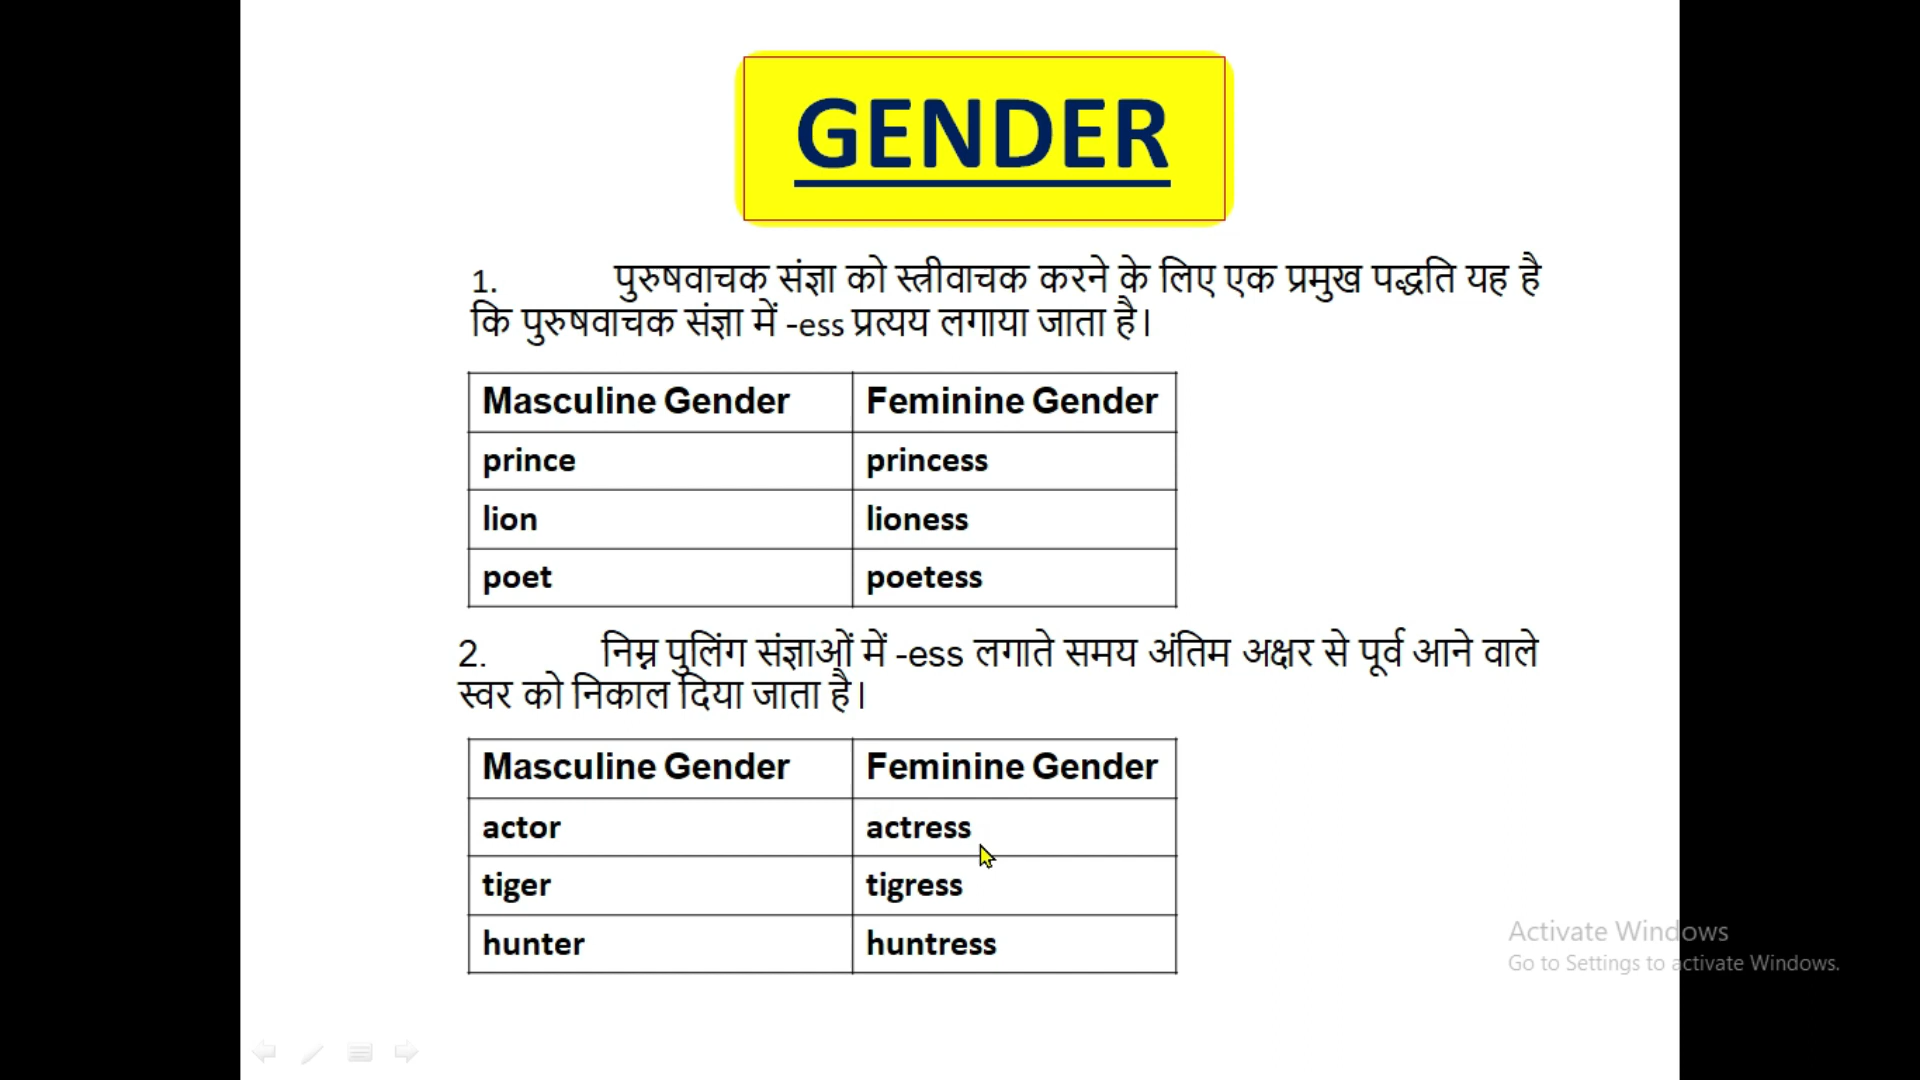 GENDER
1. पुरुषवाचक संज्ञा को स्त्रीवाचक करने के लिए एक प्रमुख पद्धति यह है
कि पुरुषवाचक संज्ञा में -ess प्रत्यय लगाया जाता है।
Masculine Gender Feminine Gender
prince princess
lion lioness
poet poetess
2. निम्न पुलिंग संज्ञाओं में -ess लगाते समय अंतिम अक्षर से पूर्व आने वाले
स्वर को निकाल दिया जाता है।
Masculine Gender Feminine Gender
actor actress
tiger tigress
hunter huntress
Activate Windows
Go to Settings to activate Windows.